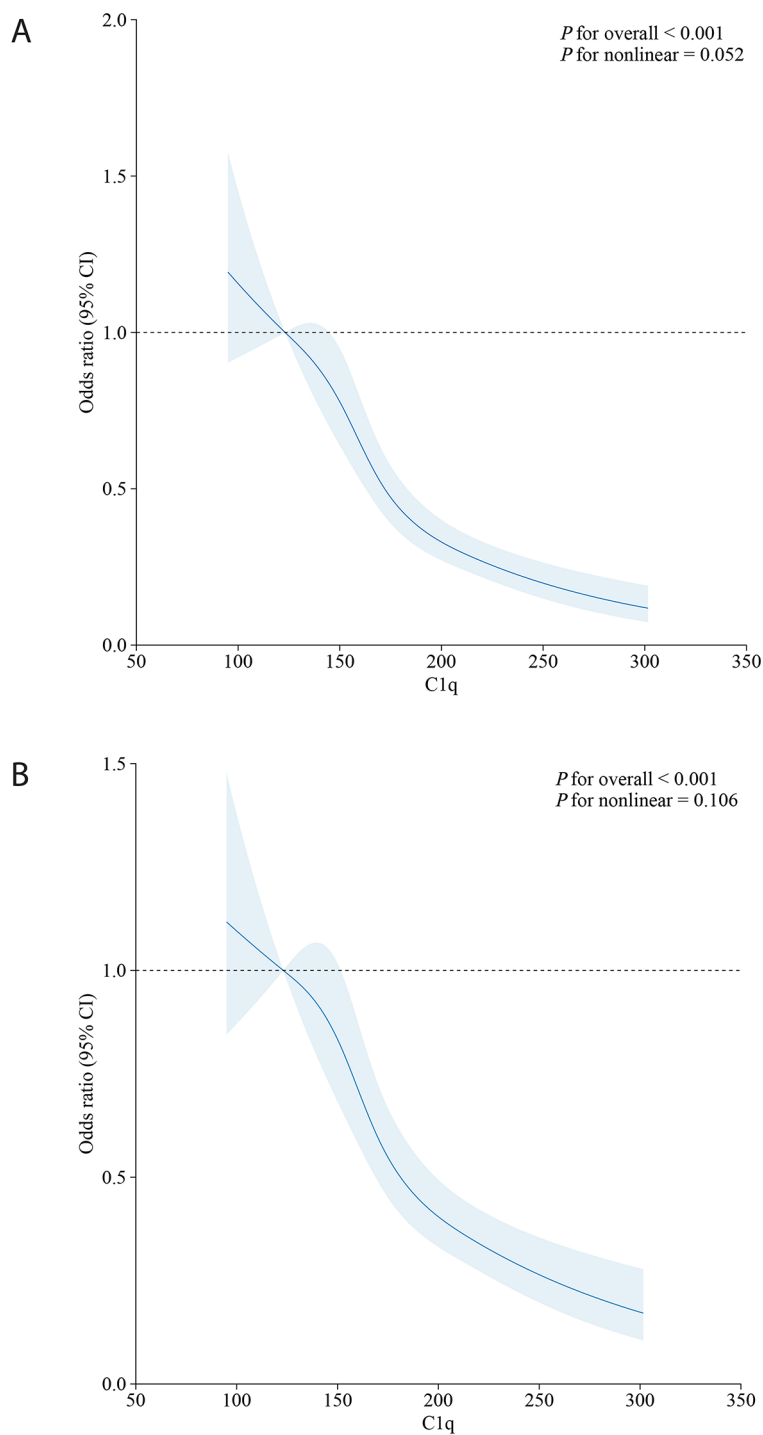 A
P for overall < 0.001
P for nonlinear = 0.052
2.0
1.5
1.0
0.5
0.0
Odds ratio (95% CI)
50 100 150 200 250 300 350
C1q
B
P for overall < 0.001
P for nonlinear = 0.106
1.5
1.0
0.5
0.0
Odds ratio (95% CI)
50 100 150 200 250 300 350
C1q